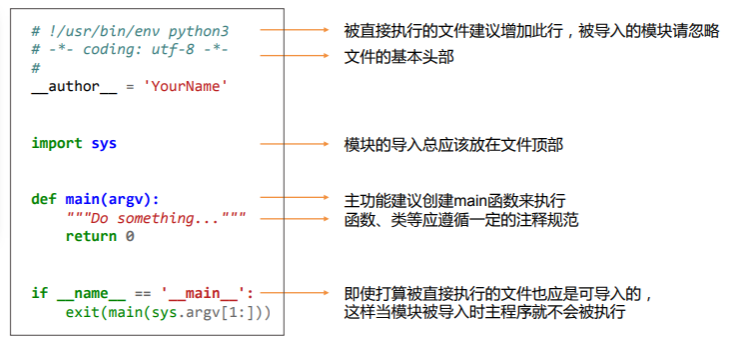 # !/usr/bin/env python3
被直接执行的文件建议增加此行，被导入的模块请忽略
# -*- coding: utf-8 -*-
文件的基本头部
#
__author__ = 'YourName'
import sys
模块的导入总应该放在文件顶部
def main(argv):
主功能建议创建main函数来执行
"""Do something..."""
函数、类等应遵循一定的注释规范
return 0
if __name__ == '__main__':
即使打算被直接执行的文件也应是可导入的，
exit(main(sys.argv[1:]))
这样当模块被导入时主程序就不会被执行